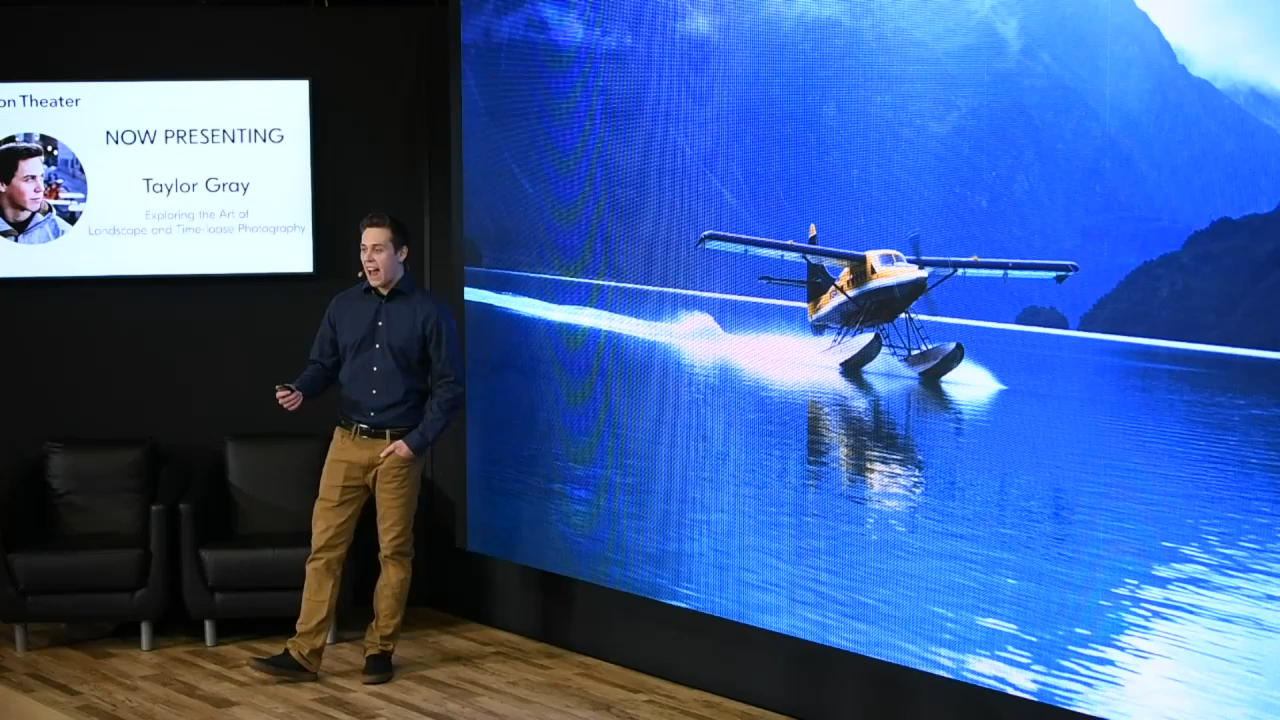 on Theater
NOW PRESENTING
Taylor Gray
Exploring the Art of
Landscape and Time-lapse Photography